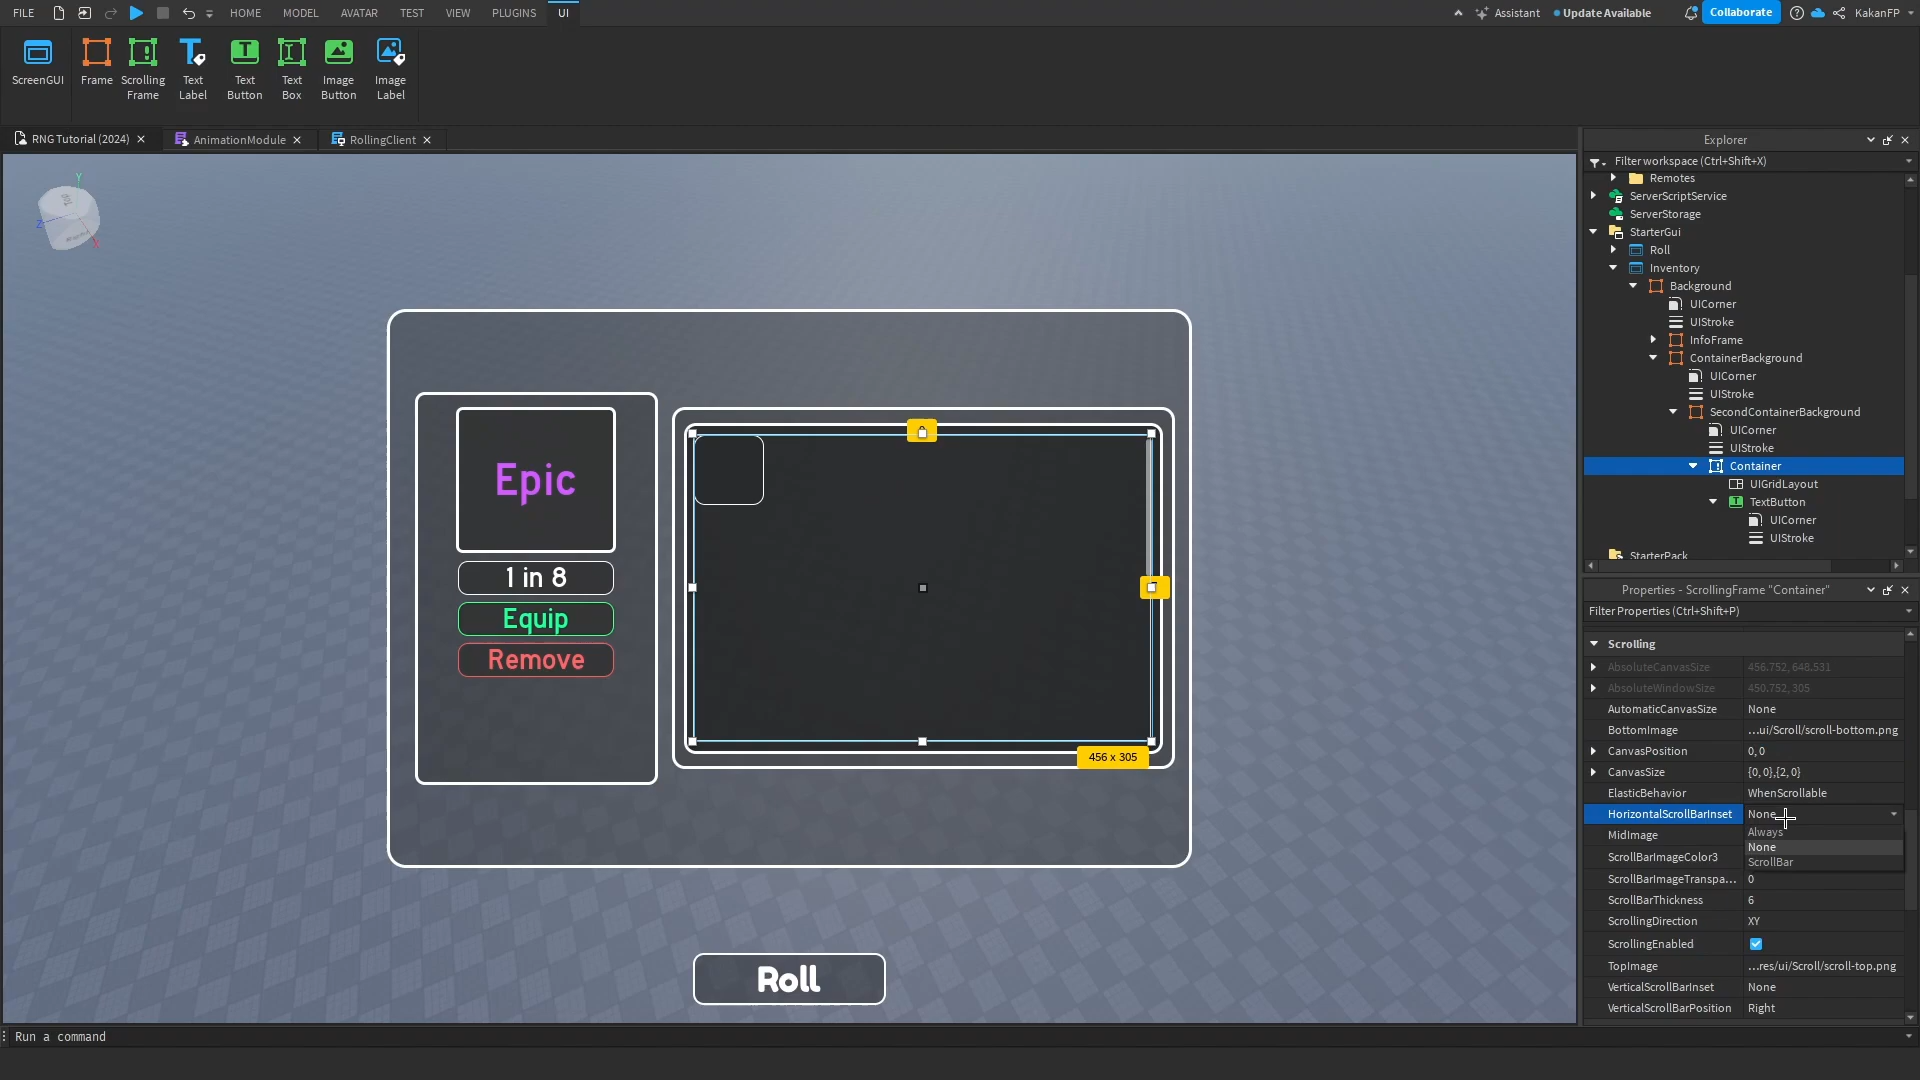 FILE HOME MODEL AVATAR TEST VIEW PLUGINS UI Assistant Update Available Collaborate KakanFP
ScreenGUI Frame Scrolling Frame Text Label Text Button Text Box Image Button Image Label
RNG Tutorial (2024) AnimationModule RollingClient
Explorer
Filter workspace (Ctrl+Shift+X)
Remotes
ServerScriptService
ServerStorage
StarterGui
Roll
Inventory
Background
UICorner
UIStroke
InfoFrame
ContainerBackground
UICorner
UIStroke
SecondContainerBackground
UICorner
UIStroke
Container
UIGridLayout
TextButton
UICorner
UIStroke
StarterPack
Y
Z
X
Epic
1 in 8
Equip
Remove
456 x 305
Roll
Properties - ScrollingFrame "Container"
Filter Properties (Ctrl+Shift+P)
Scrolling
AbsoluteCanvasSize 456.752, 648.531
AbsoluteWindowSize 450.752, 305
AutomaticCanvasSize None
BottomImage ...ui/Scroll/scroll-bottom.png
CanvasPosition 0, 0
CanvasSize {0, 0},{2, 0}
ElasticBehavior WhenScrollable
HorizontalScrollBarInset None
Always
MidImage
None
ScrollBarImageColor3
ScrollBar
ScrollBarImageTranspa... 0
ScrollBarThickness 6
ScrollingDirection XY
ScrollingEnabled
TopImage ...res/ui/Scroll/scroll-top.png
VerticalScrollBarInset None
VerticalScrollBarPosition Right
Run a command